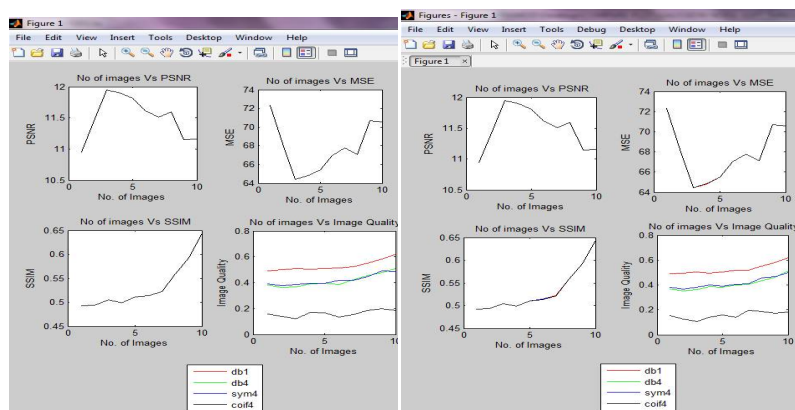 Figure 1
File Edit View Insert Tools Desktop Window Help
No of images Vs PSNR
12
11.5
11
10.5
PSNR
0 5 10
No. of Images
No of images Vs MSE
74
72
70
68
66
64
MSE
0 5 10
No. of Images
No of images Vs SSIM
0.65
0.6
0.55
0.5
0.45
SSIM
0 5 10
No. of Images
No of images Vs Image Quality
0.8
0.6
0.4
0.2
0
Image Quality
0 5 10
No. of Images
db1
db4
sym4
coif4
Figures - Figure 1
File Edit View Insert Tools Debug Desktop Window Help
Figure 1 ×
No of images Vs PSNR
12
11.5
11
10.5
PSNR
0 5 10
No. of Images
No of images Vs MSE
74
72
70
68
66
64
MSE
0 5 10
No. of Images
No of images Vs SSIM
0.65
0.6
0.55
0.5
0.45
SSIM
0 5 10
No. of Images
No of images Vs Image Quality
0.8
0.6
0.4
0.2
0
Image Quality
0 5 10
No. of Images
db1
db4
sym4
coif4